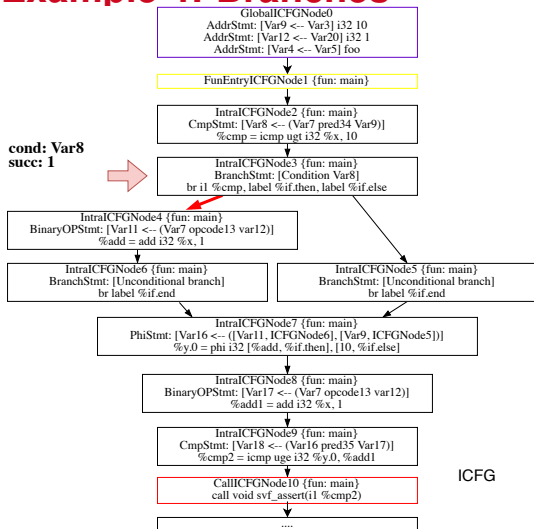 Example 4: Branches
GlobalICFGNode0
AddrStmt: [Var9 <-- Var3] i32 10
AddrStmt: [Var12 <-- Var20] i32 1
AddrStmt: [Var4 <-- Var5] foo
FunEntryICFGNode1 {fun: main}
IntraICFGNode2 {fun: main}
CmpStmt: [Var8 <-- (Var7 pred34 Var9)]
%cmp = icmp ugt i32 %x, 10
cond: Var8
succ: 1
IntraICFGNode3 {fun: main}
BranchStmt: [Condition Var8]
br i1 %cmp, label %if.then, label %if.else
IntraICFGNode4 {fun: main}
BinaryOPStmt: [Var11 <-- (Var7 opcode13 var12)]
%add = add i32 %x, 1
IntraICFGNode6 {fun: main}
BranchStmt: [Unconditional branch]
br label %if.end
IntraICFGNode5 {fun: main}
BranchStmt: [Unconditional branch]
br label %if.end
IntraICFGNode7 {fun: main}
PhiStmt: [Var16 <-- ([Var11, ICFGNode6], [Var9, ICFGNode5])]
%y.0 = phi i32 [%add, %if.then], [10, %if.else]
IntraICFGNode8 {fun: main}
BinaryOPStmt: [Var17 <-- (Var7 opcode13 var12)]
%add1 = add i32 %x, 1
IntraICFGNode9 {fun: main}
CmpStmt: [Var18 <-- (Var16 pred35 Var17)]
%cmp2 = icmp uge i32 %y.0, %add1
CallICFGNode10 {fun: main}
call void svf_assert(i1 %cmp2)
ICFG
....